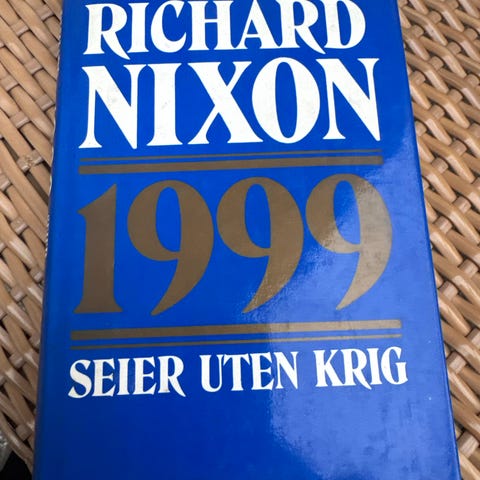 RICHARD
NIXON
1999
SEIER UTEN KRIG